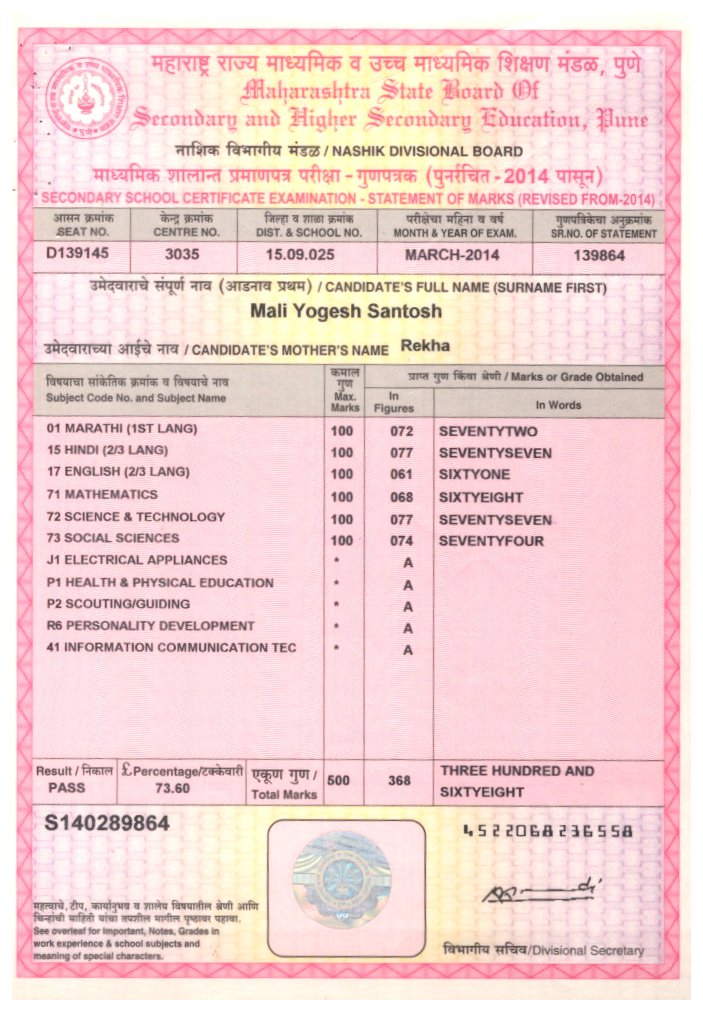 महाराष्ट्र राज्य माध्यमिक व उच्च माध्यमिक शिक्षण मंडळ, पुणे
Maharashtra State Board Of
Secondary and Higher Secondary Education, Pune
नाशिक विभागीय मंडळ / NASHIK DIVISIONAL BOARD
माध्यमिक शालान्त प्रमाणपत्र परीक्षा - गुणपत्रक (पुनर्रचित - 2014 पासून)
SECONDARY SCHOOL CERTIFICATE EXAMINATION - STATEMENT OF MARKS (REVISED FROM-2014)
आसन क्रमांक केन्द्र क्रमांक जिल्हा व शाळा क्रमांक परीक्षेचा महिना व वर्ष गुणपत्रिकेचा अनुक्रमांक
SEAT NO. CENTRE NO. DIST. & SCHOOL NO. MONTH & YEAR OF EXAM. SR.NO. OF STATEMENT
D139145 3035 15.09.025 MARCH-2014 139864
उमेदवाराचे संपूर्ण नाव (आडनाव प्रथम) / CANDIDATE'S FULL NAME (SURNAME FIRST)
Mali Yogesh Santosh
उमेदवाराच्या आईचे नाव / CANDIDATE'S MOTHER'S NAME Rekha
विषयाचा सांकेतिक क्रमांक व विषयाचे नाव
Subject Code No. and Subject Name
कमाल
गुण
Max.
Marks
प्राप्त गुण किंवा श्रेणी / Marks or Grade Obtained
In
Figures
In Words
01 MARATHI (1ST LANG) 100 072 SEVENTYTWO
15 HINDI (2/3 LANG) 100 077 SEVENTYSEVEN
17 ENGLISH (2/3 LANG) 100 061 SIXTYONE
71 MATHEMATICS 100 068 SIXTYEIGHT
72 SCIENCE & TECHNOLOGY 100 077 SEVENTYSEVEN
73 SOCIAL SCIENCES 100 074 SEVENTYFOUR
J1 ELECTRICAL APPLIANCES * A
P1 HEALTH & PHYSICAL EDUCATION * A
P2 SCOUTING/GUIDING * A
R6 PERSONALITY DEVELOPMENT * A
41 INFORMATION COMMUNICATION TEC * A
Result / निकाल
PASS
£Percentage/टक्केवारी
73.60
एकूण गुण /
Total Marks
500 368
THREE HUNDRED AND
SIXTYEIGHT
S140289864
4522068236558
महत्वाचे, टीप, कार्यानुभव व शालेय विषयातील श्रेणी आणि
चिन्हांची माहिती यांचा तपशील मागील पृष्ठावर पहावा.
See overleaf for Important, Notes, Grades in
work experience & school subjects and
meaning of special characters.
विभागीय सचिव/Divisional Secretary